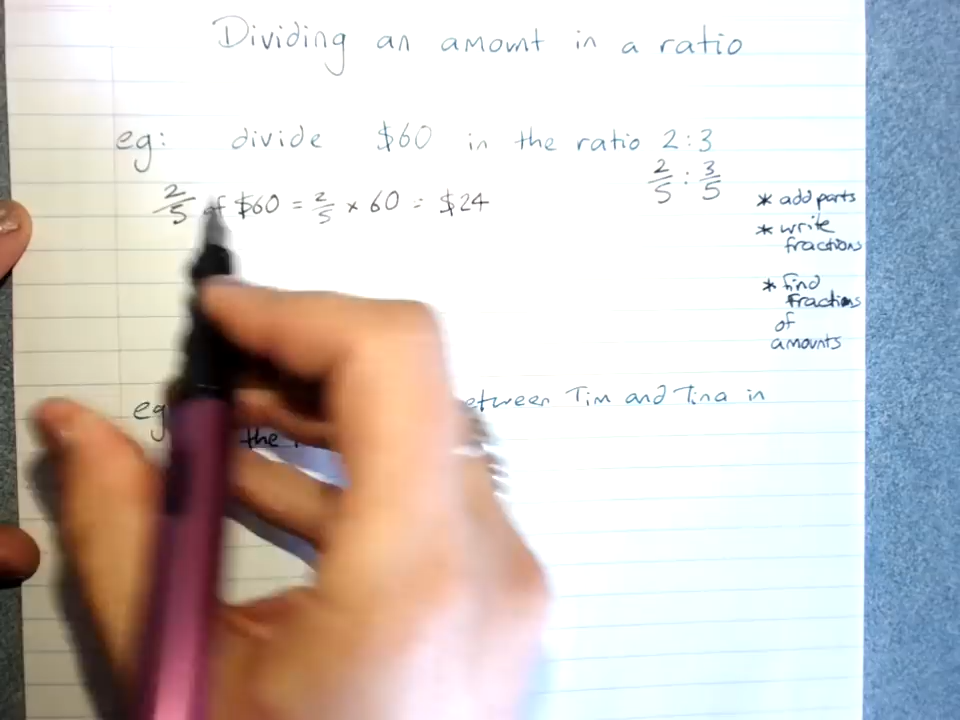 Dividing an amount in a ratio
eg: divide $60 in the ratio 2:3
2/5 : 3/5
2/5 of $60 = 2/5 × 60 = $24
* add parts
* write
fractions
* find
fractions
of
amounts
eg between Tim and Tina in
the